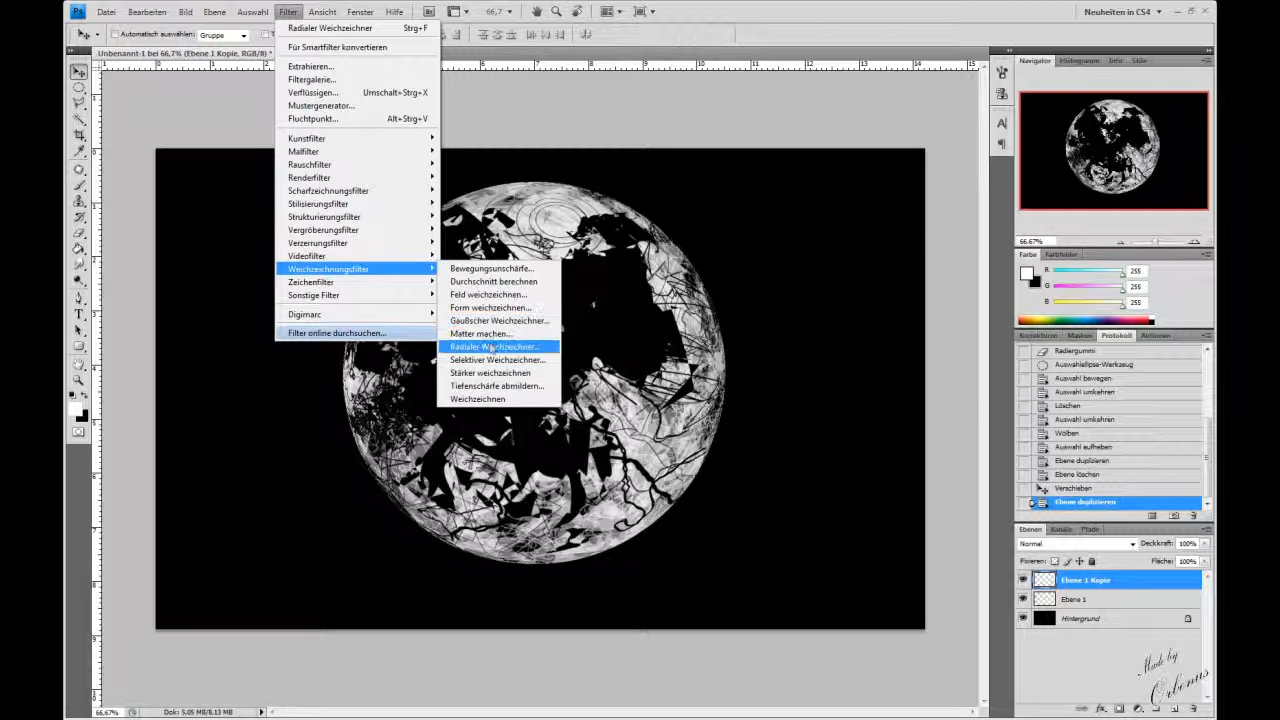 Ps Datei Bearbeiten Bild Ebene Auswahl Filter Ansicht Fenster Hilfe Br 66,7 Neuheiten in CS4
Automatisch auswählen: Gruppe
Unbenannt-1 bei 66,7% (Ebene 1 Kopie, RGB/8) *
Radialer Weichzeichner Strg+F
Für Smartfilter konvertieren
Extrahieren...
Filtergalerie...
Verflüssigen... Umschalt+Strg+X
Mustergenerator...
Fluchtpunkt... Alt+Strg+V
Kunstfilter
Malfilter
Rauschfilter
Renderfilter
Scharfzeichnungsfilter
Stilisierungsfilter
Strukturierungsfilter
Vergröberungsfilter
Verzerrungsfilter
Videofilter
Weichzeichnungsfilter
Zeichenfilter
Sonstige Filter
Digimarc
Filter online durchsuchen...
Bewegungsunschärfe...
Durchschnitt berechnen
Feld weichzeichnen...
Form weichzeichnen...
Gaußscher Weichzeichner...
Matter machen...
Radialer Weichzeichner...
Selektiver Weichzeichner...
Stärker weichzeichnen
Tiefenschärfe abmildern...
Weichzeichnen
Navigator Histogramm Info Stile
66.67%
Farbe Farbfelder
R 255
G 255
B 255
Korrekturen Masken Protokoll Aktionen
Radiergummi
Auswahlellipse-Werkzeug
Auswahl bewegen
Auswahl umkehren
Löschen
Auswahl umkehren
Wölben
Auswahl aufheben
Ebene duplizieren
Ebene löschen
Verschieben
Ebene duplizieren
Ebenen Kanäle Pfade
Normal Deckkraft: 100%
Fixieren: Fläche: 100%
Ebene 1 Kopie
Ebene 1
Hintergrund
Made by
Orbenus
66,67% Dok: 5,05 MB/8,13 MB